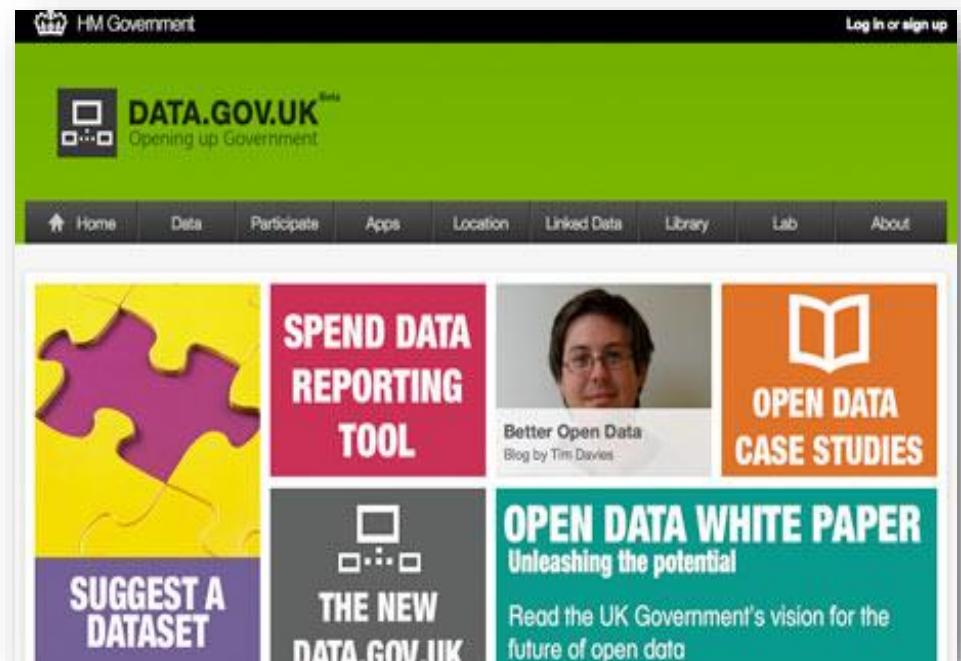 HM Government
Log in or sign up
DATA.GOV.UK Beta
Opening up Government
Home Data Participate Apps Location Linked Data Library Lab About
SUGGEST A
DATASET
SPEND DATA
REPORTING
TOOL
Better Open Data
Blog by Tim Davies
OPEN DATA
CASE STUDIES
THE NEW
DATA.GOV.UK
OPEN DATA WHITE PAPER
Unleashing the potential
Read the UK Government's vision for the
future of open data